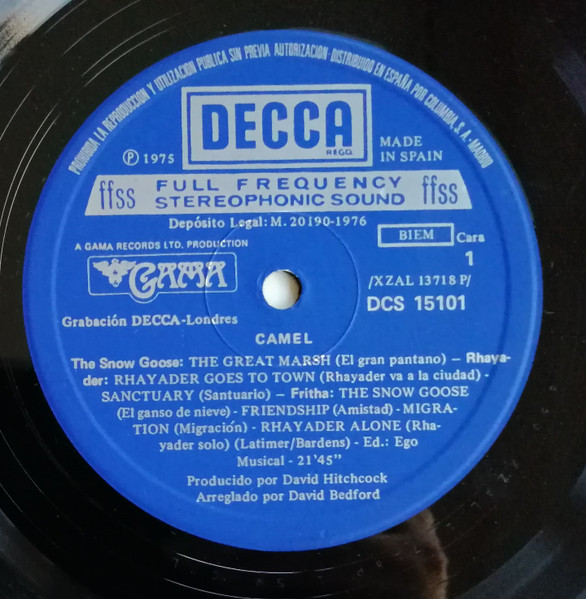 PROHIBIDA LA REPRODUCCION Y UTILIZACION PUBLICA SIN PREVIA AUTORIZACION·DISTRIBUIDO EN ESPAÑA POR COLUMBIA, S. A. - MADRID
DECCA
REGD.
Ⓟ 1975
MADE
IN SPAIN
ffss FULL FREQUENCY STEREOPHONIC SOUND ffss
Depósito Legal: M. 20190-1976
BIEM Cara
1
A GAMA RECORDS LTD. PRODUCTION
GAMA
/XZAL 13718 P/
DCS 15101
Grabación DECCA-Londres
CAMEL
The Snow Goose: THE GREAT MARSH (El gran pantano) – Rhaya-
der: RHAYADER GOES TO TOWN (Rhayader va a la ciudad) -
SANCTUARY (Santuario) – Fritha: THE SNOW GOOSE
(El ganso de nieve) - FRIENDSHIP (Amistad) - MIGRA-
TION (Migración) - RHAYADER ALONE (Rha-
yader solo) (Latimer/Bardens) - Ed.: Ego
Musical - 21'45"
Producido por David Hitchcock
Arreglado por David Bedford